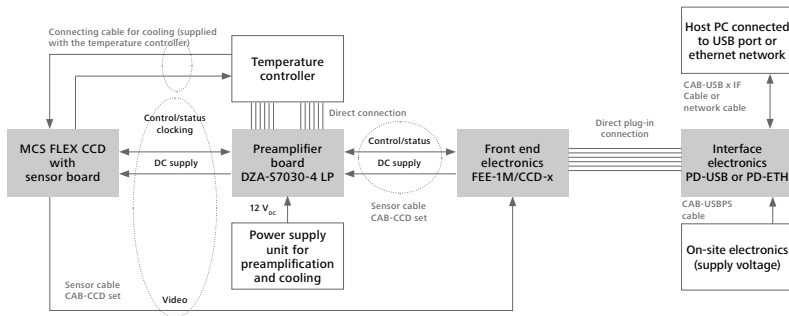 Connecting cable for cooling (supplied
with the temperature controller)
Temperature
controller
Host PC connected
to USB port or
ethernet network
CAB-USB x IF
Cable or
network cable
Control/status
clocking
Direct connection
Direct plug-in
connection
MCS FLEX CCD
with
sensor board
DC supply
Preamplifier
board
DZA-S7030-4 LP
Control/status
DC supply
Front end
electronics
FEE-1M/CCD-x
Interface
electronics
PD-USB or PD-ETH
12 VDC
Sensor cable
CAB-CCD set
CAB-USBPS
cable
Power supply
unit for
preamplification
and cooling
On-site electronics
(supply voltage)
Sensor cable
CAB-CCD set
Video